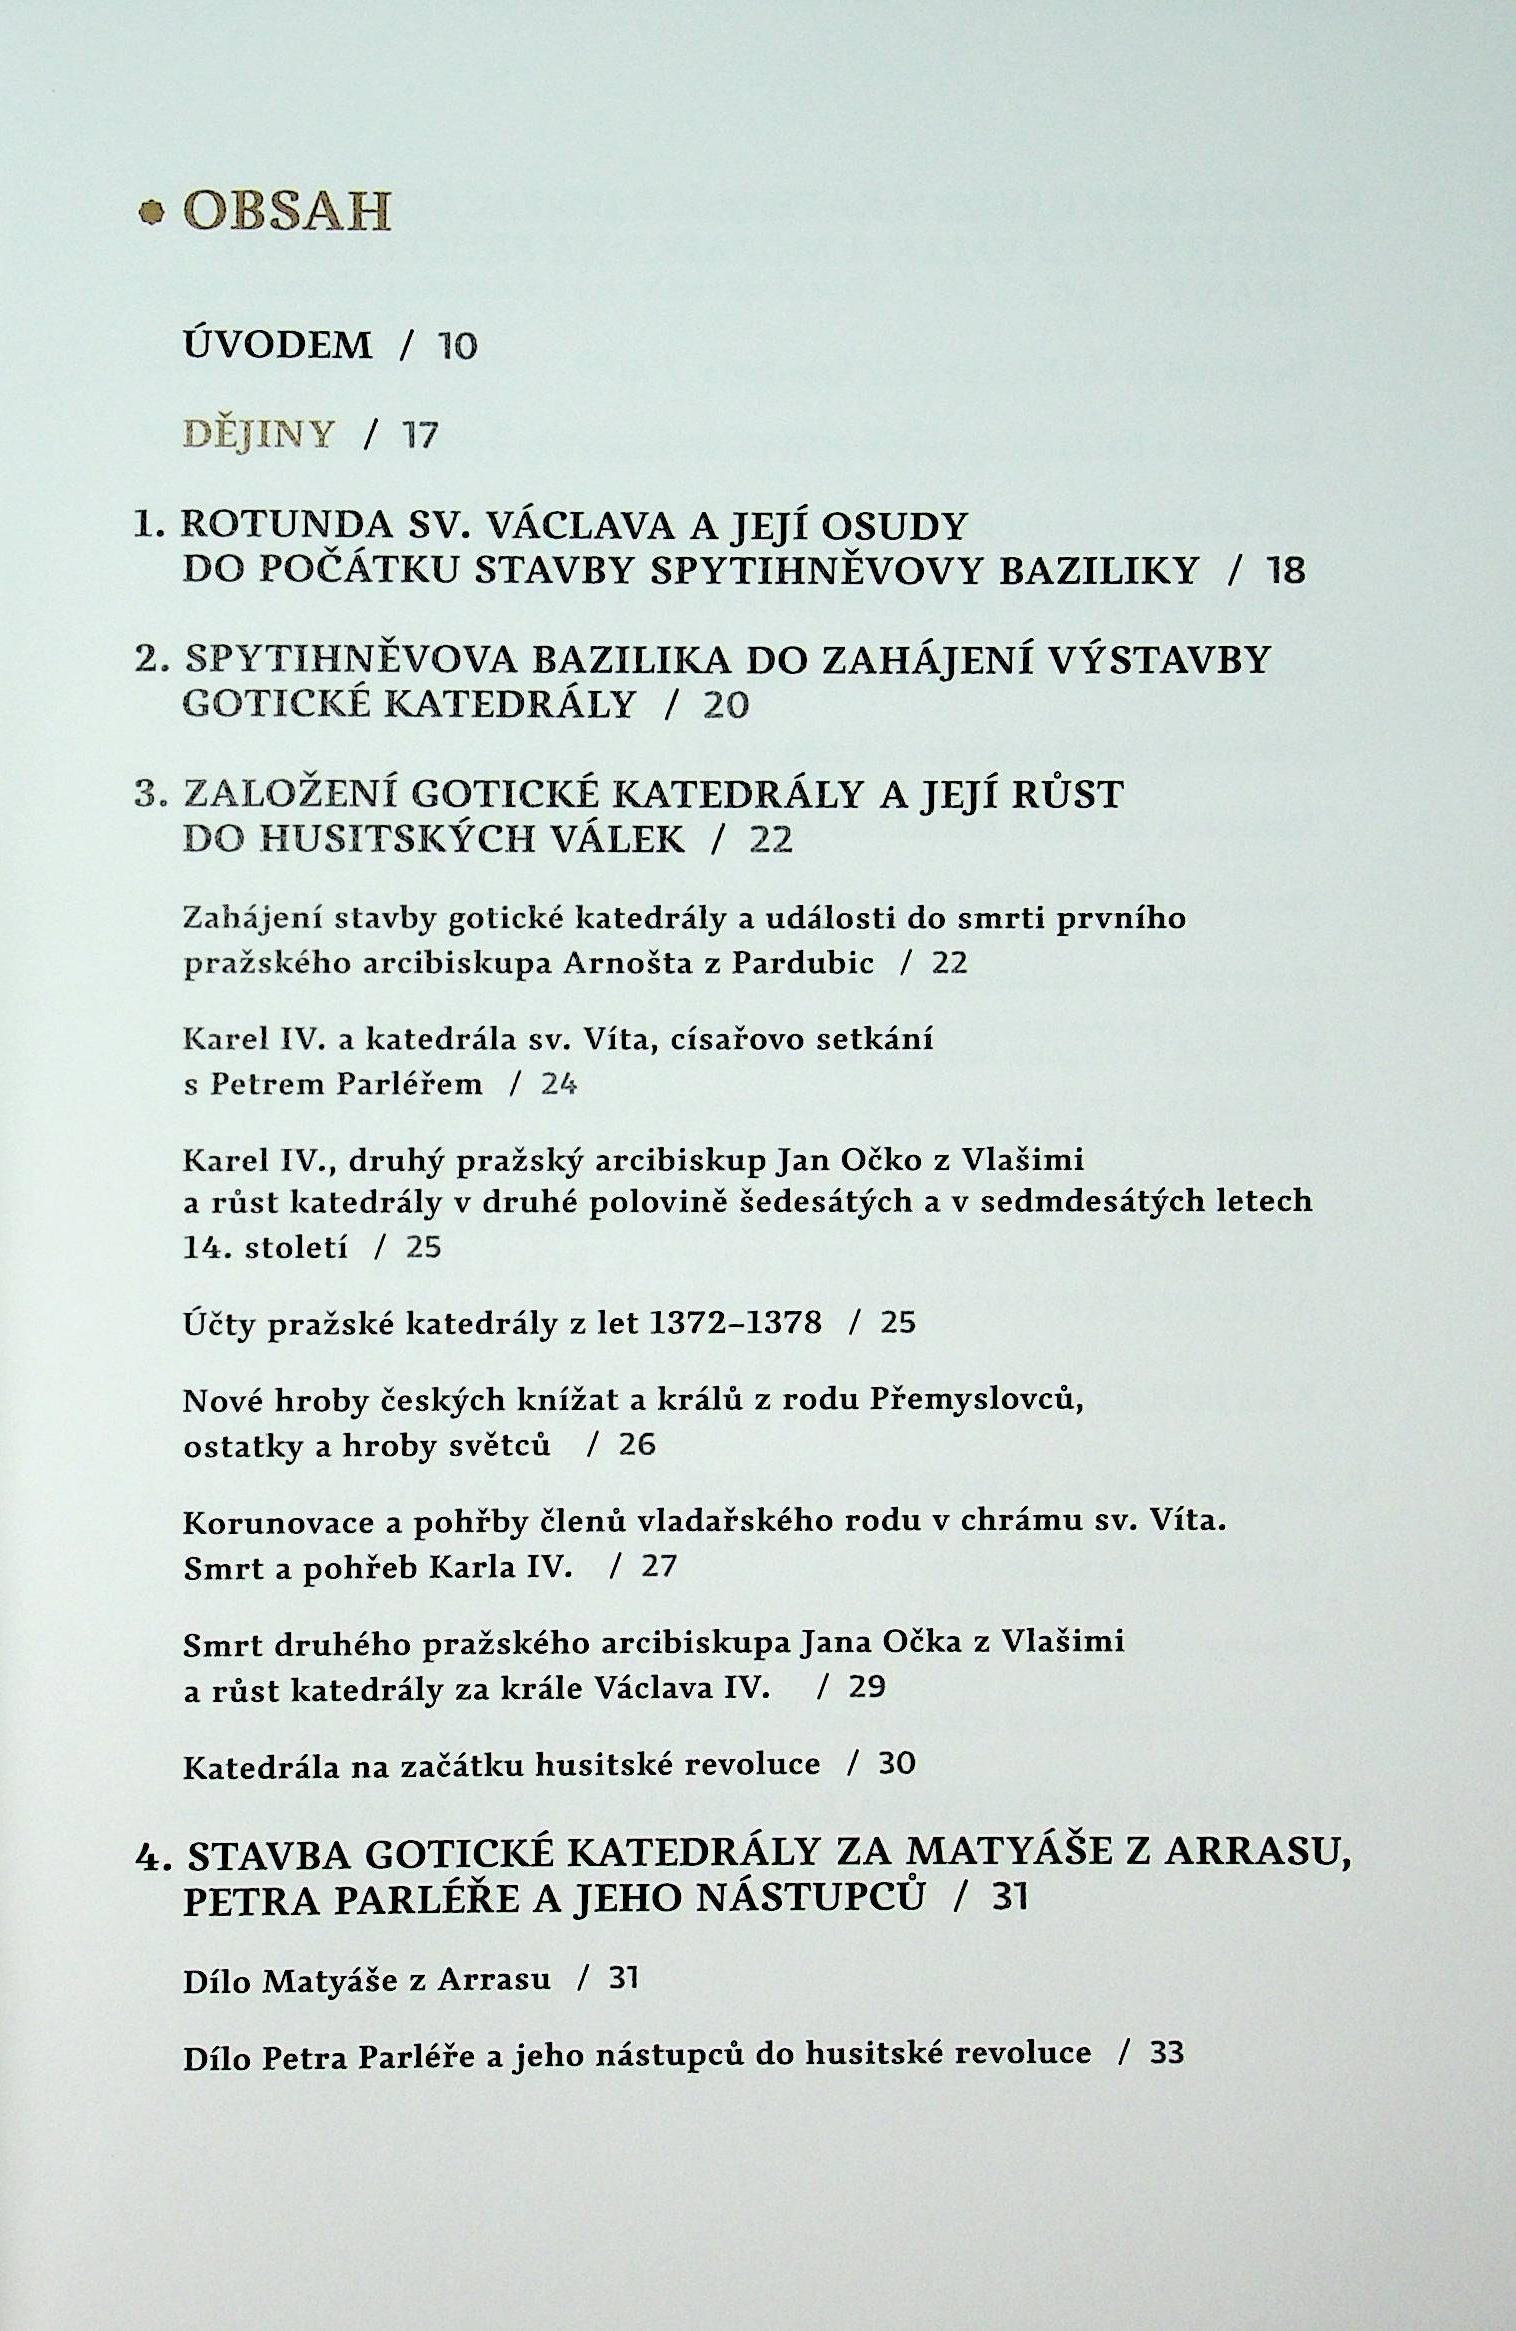 OBSAH
ÚVODEM / 10
DĚJINY / 17
1. ROTUNDA SV. VÁCLAVA A JEJÍ OSUDY
DO POČÁTKU STAVBY SPYTIHNĚVOVY BAZILIKY / 18
2. SPYTIHNĚVOVA BAZILIKA DO ZAHÁJENÍ VÝSTAVBY
GOTICKÉ KATEDRÁLY / 20
3. ZALOŽENÍ GOTICKÉ KATEDRÁLY A JEJÍ RŮST
DO HUSITSKÝCH VÁLEK / 22
Zahájení stavby gotické katedrály a události do smrti prvního
pražského arcibiskupa Arnošta z Pardubic / 22
Karel IV. a katedrála sv. Víta, císařovo setkání
s Petrem Parléřem / 24
Karel IV., druhý pražský arcibiskup Jan Očko z Vlašimi
a růst katedrály v druhé polovině šedesátých a v sedmdesátých letech
14. století / 25
Účty pražské katedrály z let 1372–1378 / 25
Nové hroby českých knížat a králů z rodu Přemyslovců,
ostatky a hroby světců / 26
Korunovace a pohřby členů vladařského rodu v chrámu sv. Víta.
Smrt a pohřeb Karla IV. / 27
Smrt druhého pražského arcibiskupa Jana Očka z Vlašimi
a růst katedrály za krále Václava IV. / 29
Katedrála na začátku husitské revoluce / 30
4. STAVBA GOTICKÉ KATEDRÁLY ZA MATYÁŠE Z ARRASU,
PETRA PARLÉŘE A JEHO NÁSTUPCŮ / 31
Dílo Matyáše z Arrasu / 31
Dílo Petra Parléře a jeho nástupců do husitské revoluce / 33